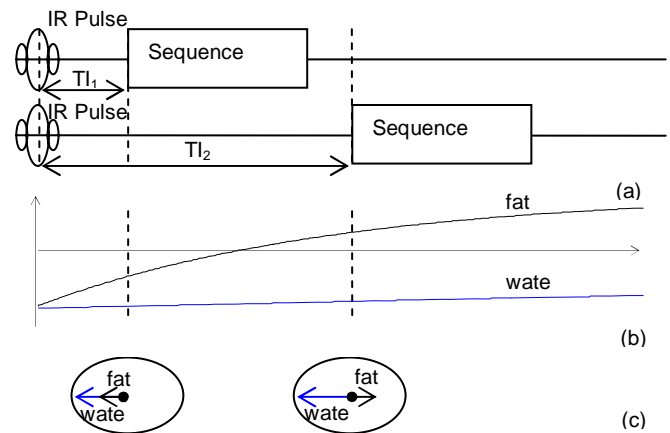 IR Pulse
Sequence
TI₁
IR Pulse
Sequence
TI₂
(a)
fat
wate
(b)
fat
wate
fat
wate
(c)